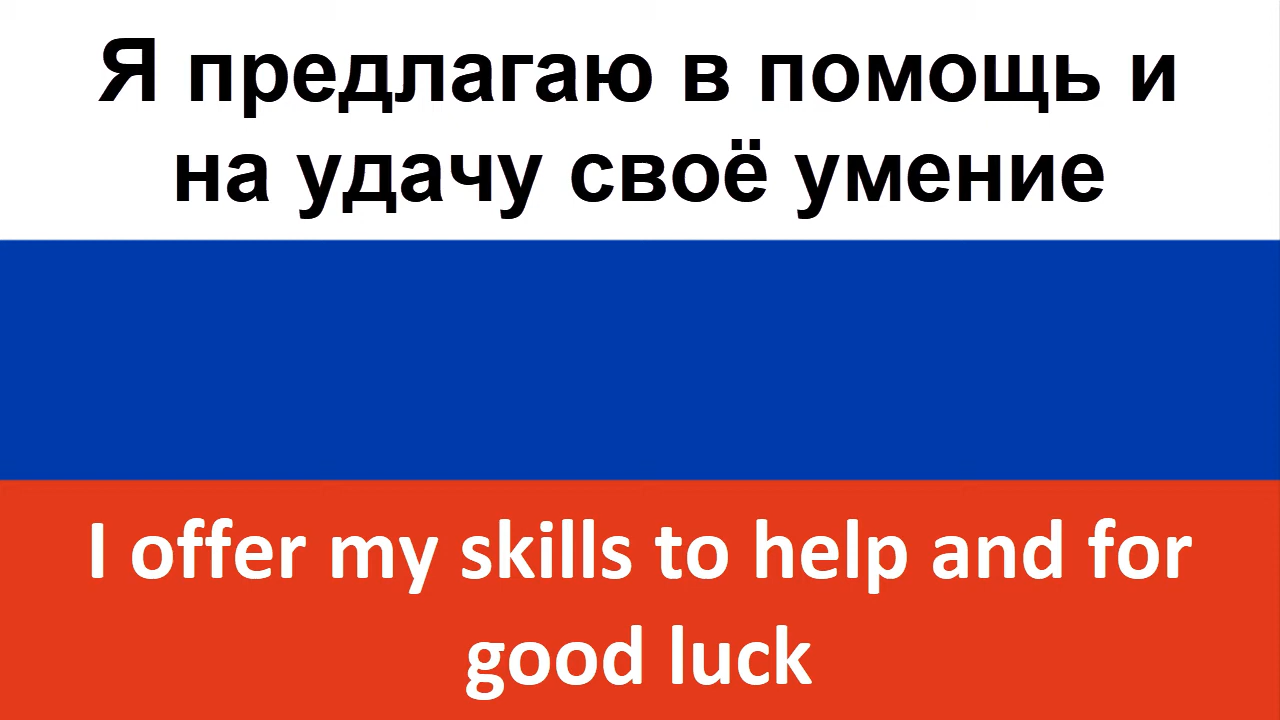 Я предлагаю в помощь и
на удачу своё умение
I offer my skills to help and for
good luck